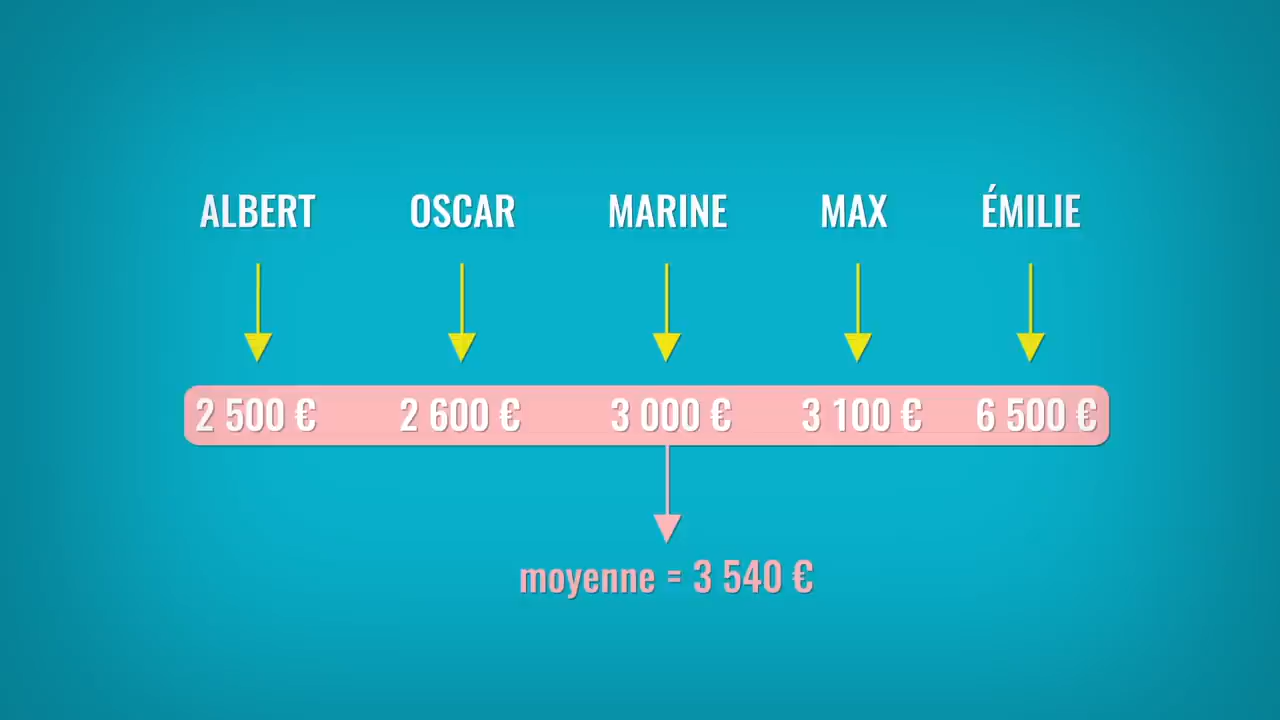 ALBERT OSCAR MARINE MAX ÉMILIE
2 500 € 2 600 € 3 000 € 3 100 € 6 500 €
moyenne = 3 540 €